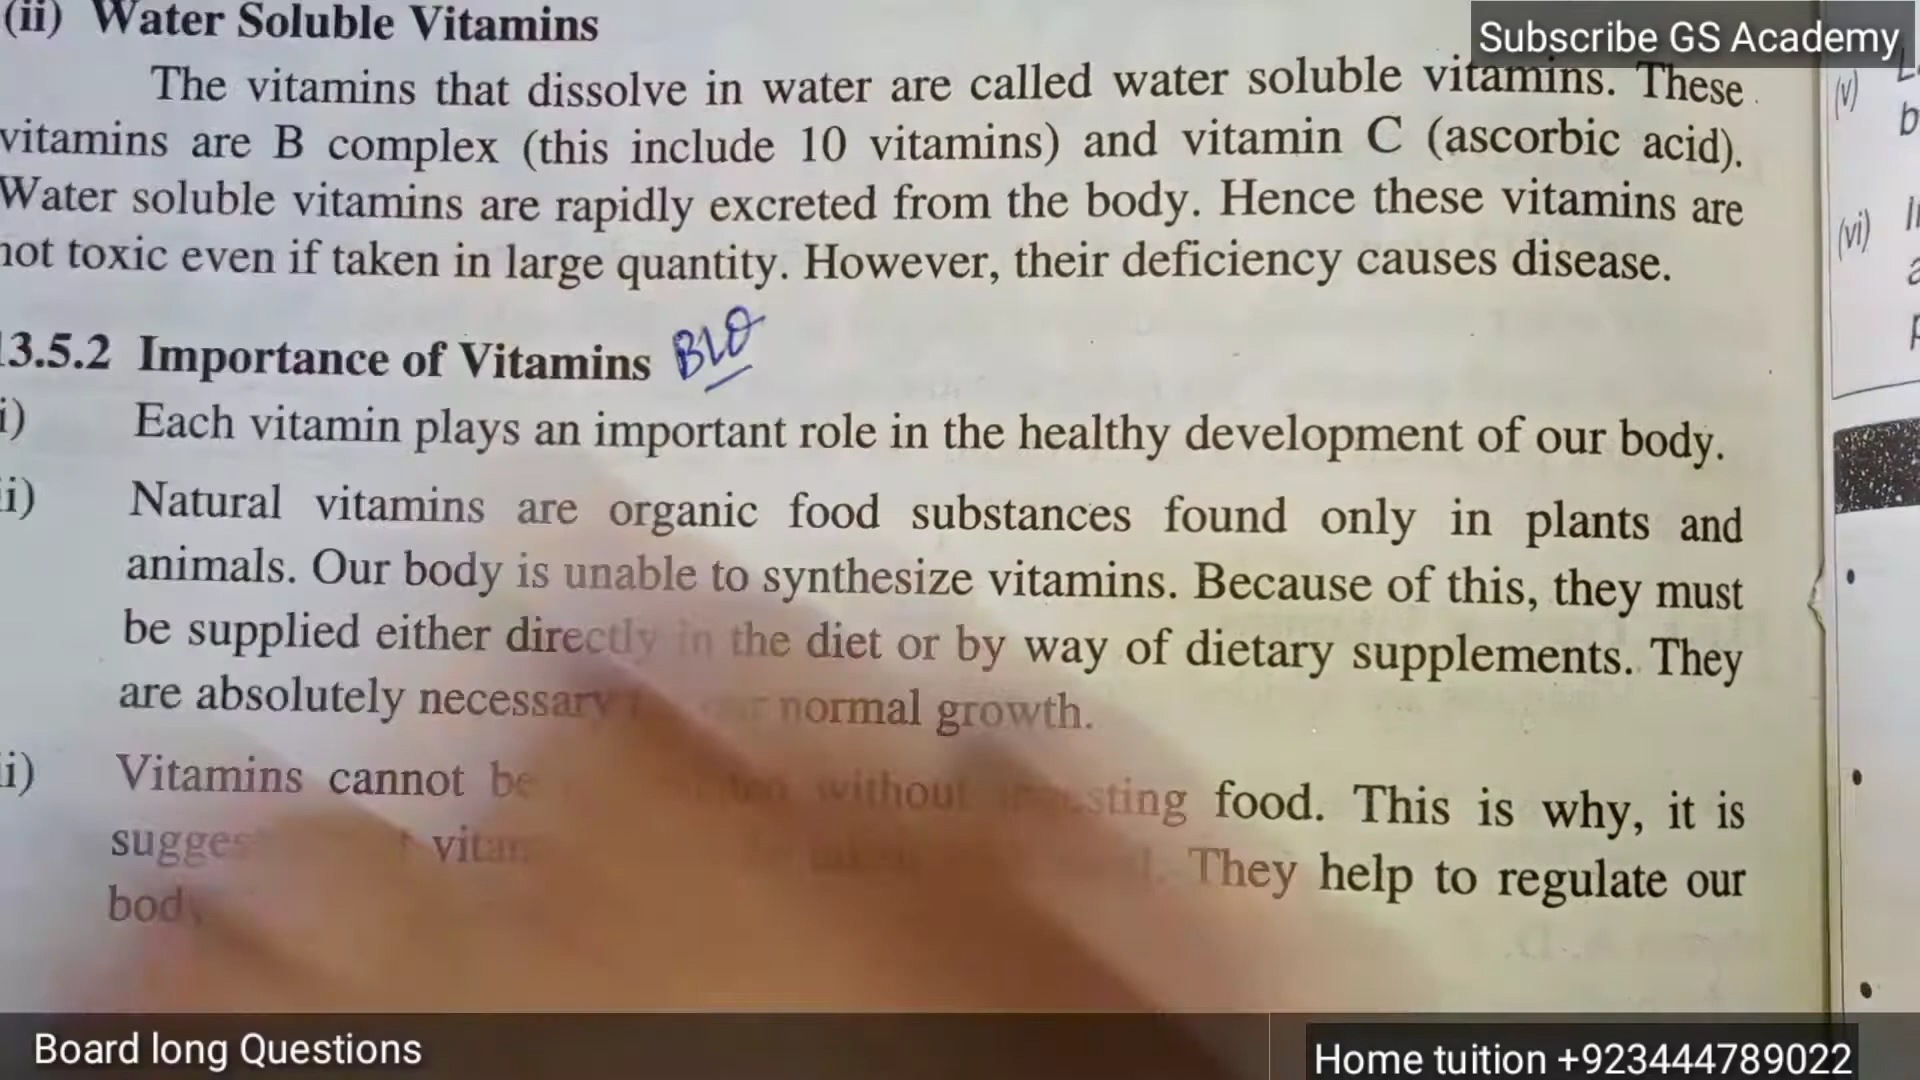 (ii) Water Soluble Vitamins
Subscribe GS Academy
The vitamins that dissolve in water are called water soluble vitamins. These
vitamins are B complex (this include 10 vitamins) and vitamin C (ascorbic acid).
Water soluble vitamins are rapidly excreted from the body. Hence these vitamins are
not toxic even if taken in large quantity. However, their deficiency causes disease.
13.5.2 Importance of Vitamins BLQ
i) Each vitamin plays an important role in the healthy development of our body.
ii) Natural vitamins are organic food substances found only in plants and
animals. Our body is unable to synthesize vitamins. Because of this, they must
be supplied either directly in the diet or by way of dietary supplements. They
are absolutely necessary normal growth.
ii) Vitamins cannot be without food. This is why, it is
They help to regulate our
body
(v)
(vi)
Board long Questions
Home tuition +923444789022